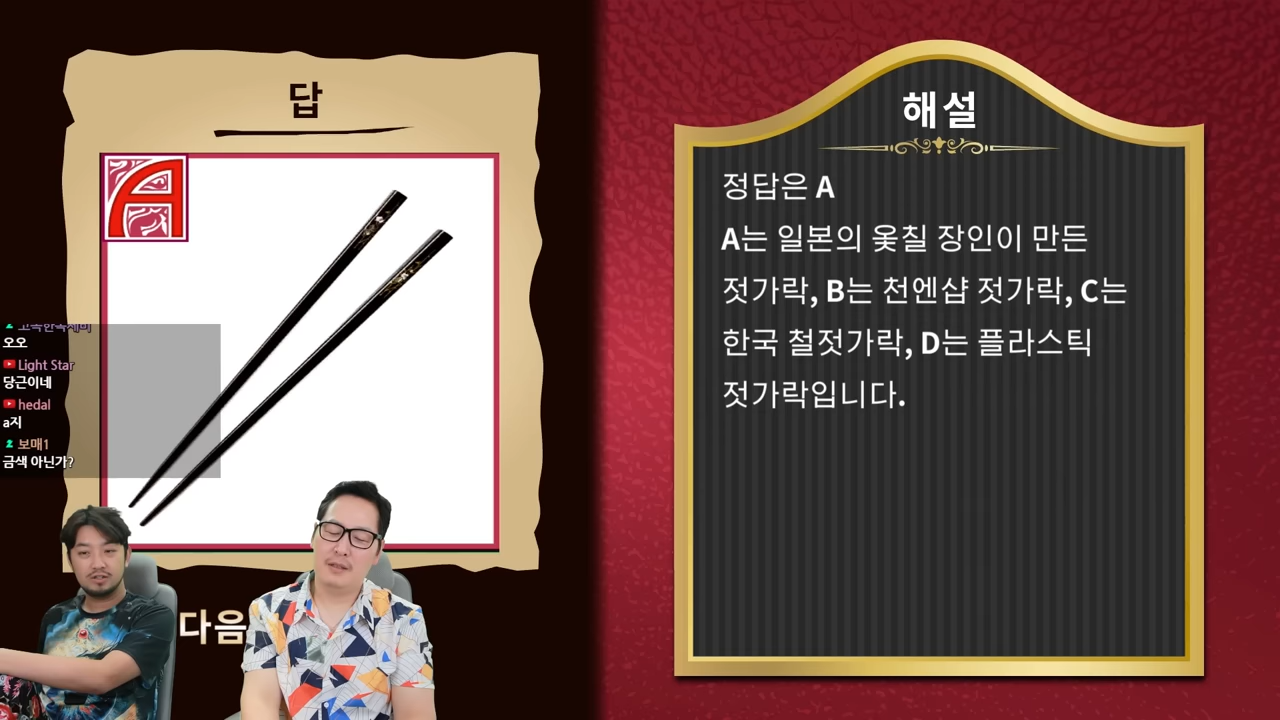 답
A
해설
정답은 A
A는 일본의 옻칠 장인이 만든
젓가락, B는 천엔샵 젓가락, C는
한국 철젓가락, D는 플라스틱
젓가락입니다.
오오
Light Star
당근이네
hedal
a지
보매1
금색 아닌가?
다음